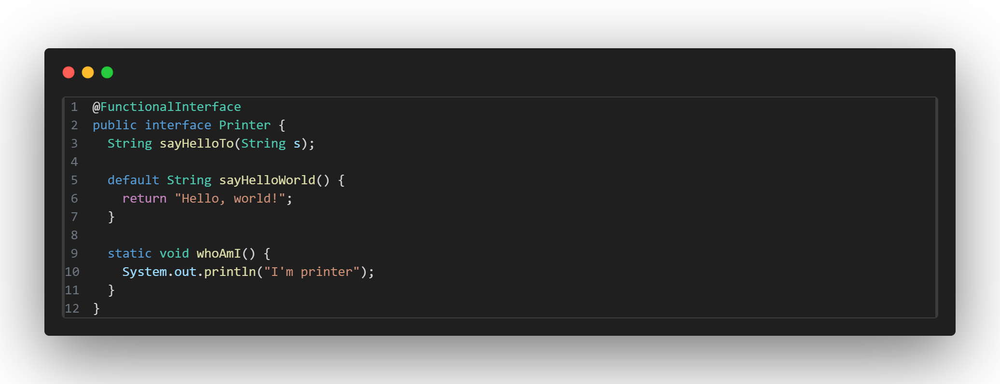 1 @FunctionalInterface
2 public interface Printer {
3   String sayHelloTo(String s);
4
5   default String sayHelloWorld() {
6     return "Hello, world!";
7   }
8
9   static void whoAmI() {
10     System.out.println("I'm printer");
11   }
12 }